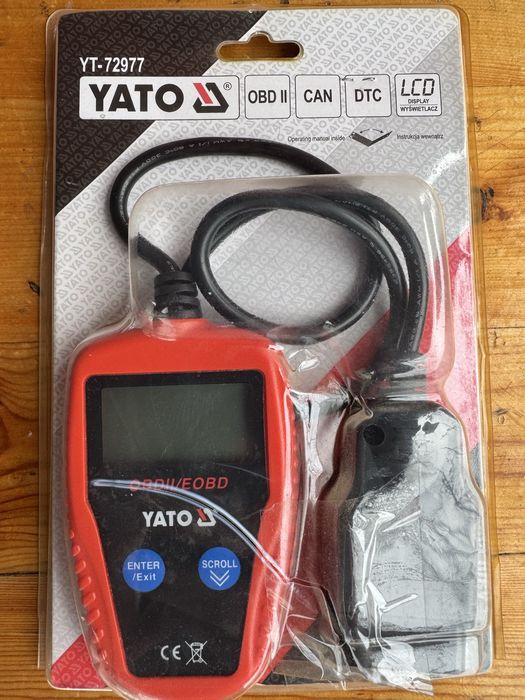 YT-72977
YATO ®
OBD II
CAN
DTC
LCD
DISPLAY
WYŚWIETLACZ
Operating manual inside
Instrukcja wewnątrz
OBDII/EOBD
YATO
ENTER
/Exit
SCROLL
CE